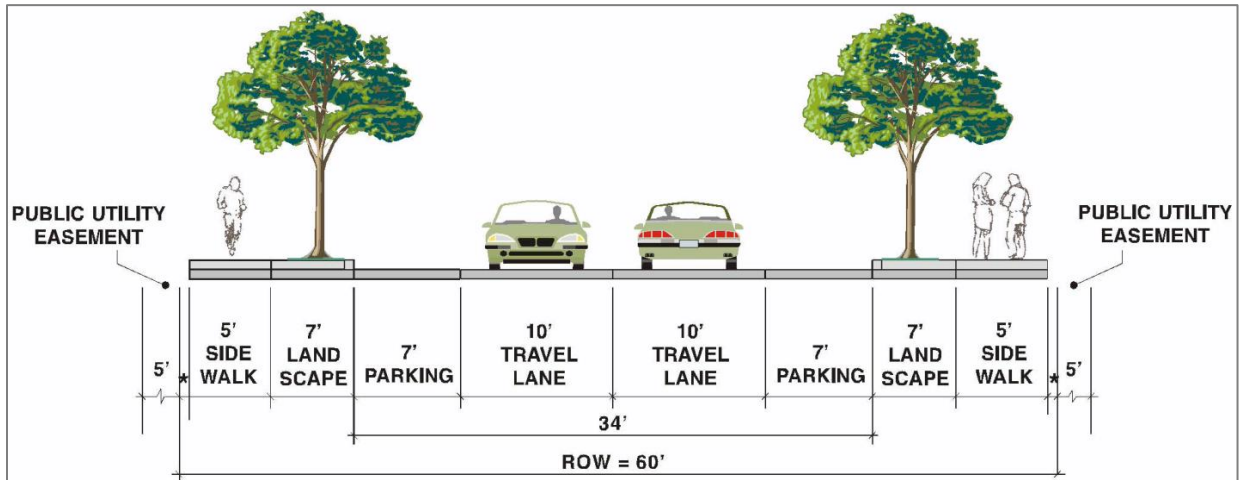 PUBLIC UTILITY
EASEMENT
PUBLIC UTILITY
EASEMENT
5'
*
5'
SIDE
WALK
7'
LAND
SCAPE
7'
PARKING
10'
TRAVEL
LANE
10'
TRAVEL
LANE
7'
PARKING
7'
LAND
SCAPE
5'
SIDE
WALK
*
5'
34'
ROW = 60'